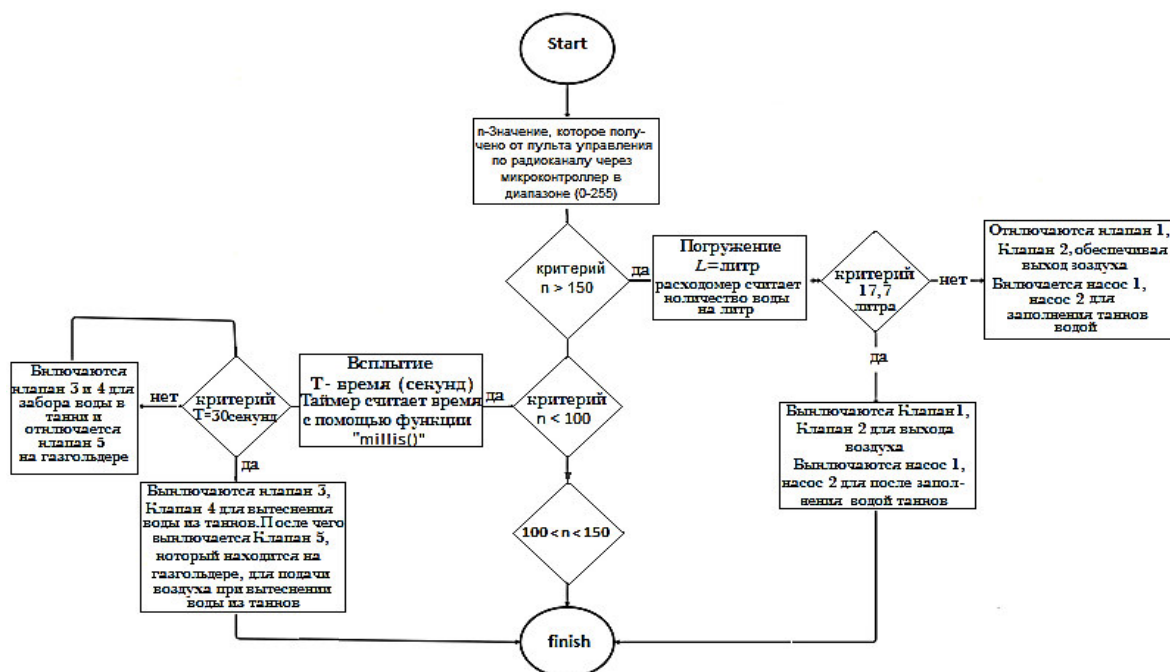 Start
n-Значение, которое полу-
чено от пульта управления
по радиоканалу через
микроконтроллер в
диапазоне (0-255)
критерий
n > 150
да
Погружение
L=литр
расходомер считает
количество воды
на литр
критерий
17,7
литра
нет
Отключаются клапан 1,
Клапан 2, обеспечивая
выход воздуха
Включается насос 1,
насос 2 для
заполнения танков
водой
да
Выключаются Клапан 1,
Клапан 2 для выхода
воздуха
Выключаются насос 1,
насос 2 для после запол-
нения водой танков
критерий
n < 100
да
Всплытие
Т- время (секунд)
Таймер считает время
с помощью функции
"millis()"
критерий
Т=30секунд
нет
Включаются
клапан 3 и 4 для
забора воды в
танки и
отключается
клапан 5
на газгольдере
да
Выключаются клапан 3,
Клапан 4 для вытеснения
воды из танков.После чего
выключается Клапан 5,
который находится на
газгольдере, для подачи
воздуха при вытеснении
воды из танков
100 < n < 150
finish